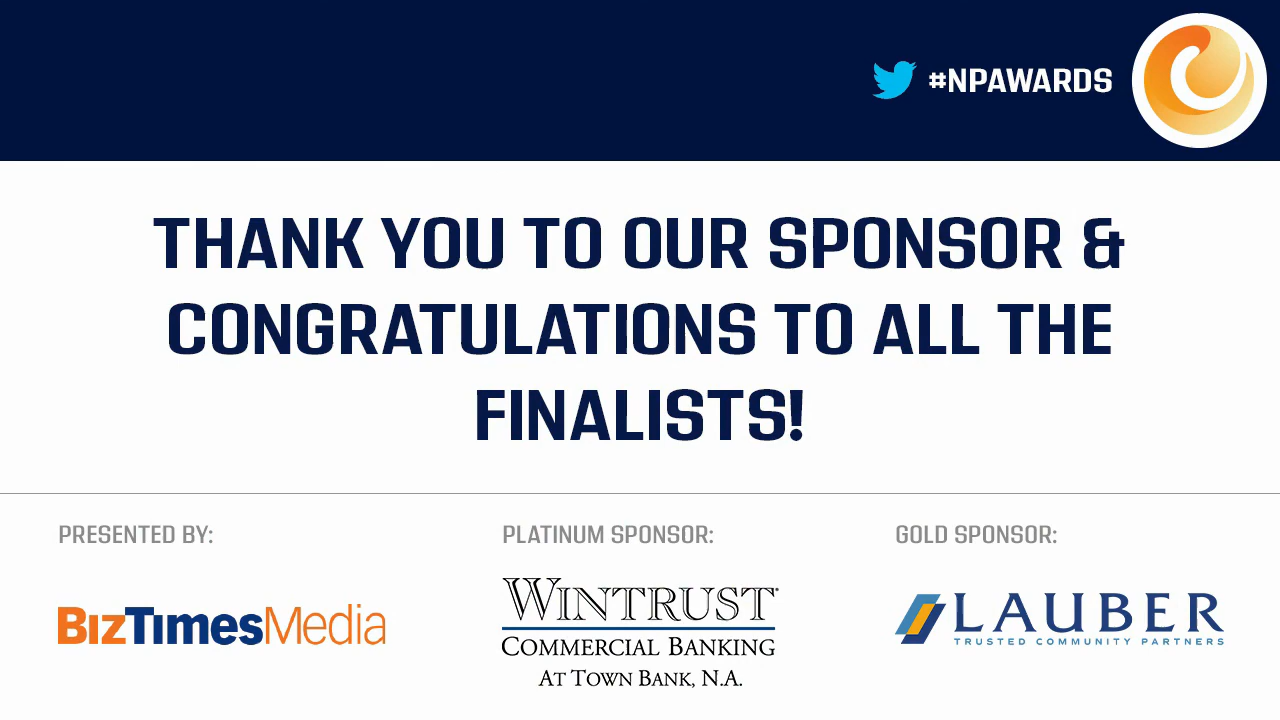 #NPAWARDS
THANK YOU TO OUR SPONSOR &
CONGRATULATIONS TO ALL THE
FINALISTS!
PRESENTED BY:
BizTimesMedia
PLATINUM SPONSOR:
WINTRUST
COMMERCIAL BANKING
AT TOWN BANK, N.A.
GOLD SPONSOR:
LAUBER
TRUSTED COMMUNITY PARTNERS